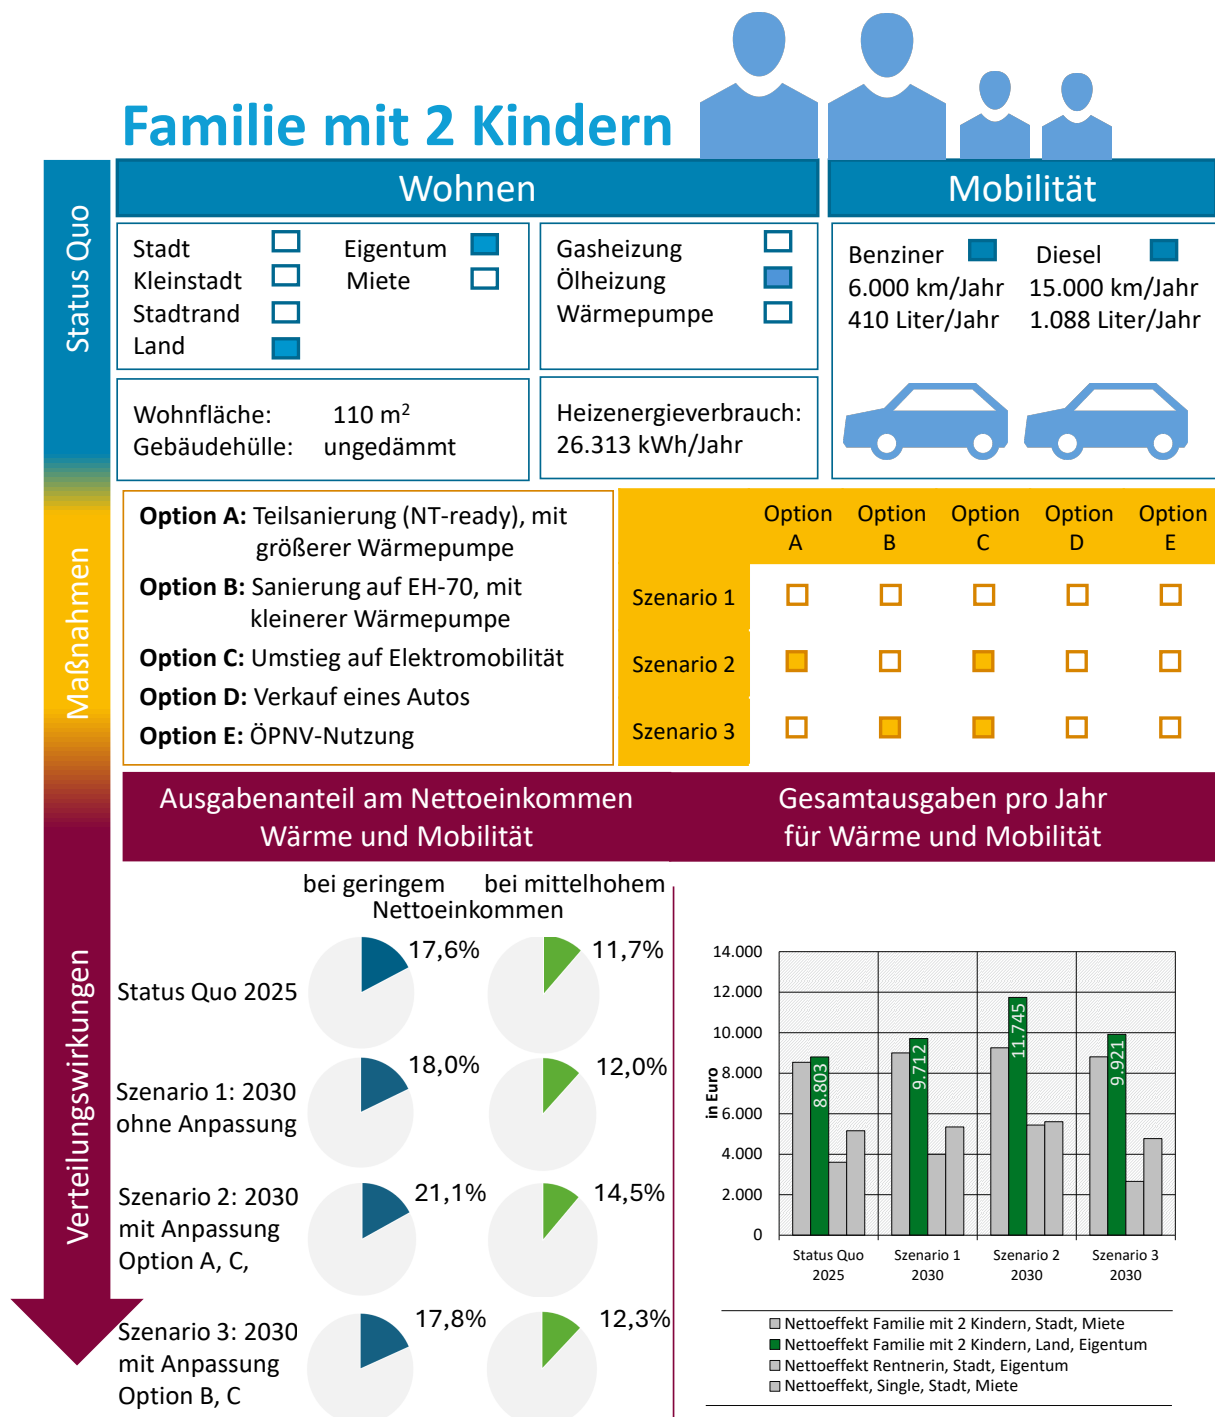 Familie mit 2 Kindern
Status Quo
Wohnen
Mobilität
Stadt
Kleinstadt
Stadtrand
Land
Eigentum
Miete
Gasheizung
Ölheizung
Wärmepumpe
Benziner
6.000 km/Jahr
410 Liter/Jahr
Diesel
15.000 km/Jahr
1.088 Liter/Jahr
Wohnfläche: 110 m²
Gebäudehülle: ungedämmt
Heizenergieverbrauch:
26.313 kWh/Jahr
Maßnahmen
Option A: Teilsanierung (NT-ready), mit
größerer Wärmepumpe
Option B: Sanierung auf EH-70, mit
kleinerer Wärmepumpe
Option C: Umstieg auf Elektromobilität
Option D: Verkauf eines Autos
Option E: ÖPNV-Nutzung
Option Option Option Option Option
A B C D E
Szenario 1
Szenario 2
Szenario 3
Verteilungswirkungen
Ausgabenanteil am Nettoeinkommen
Wärme und Mobilität
Gesamtausgaben pro Jahr
für Wärme und Mobilität
bei geringem bei mittelhohem
Nettoeinkommen
Status Quo 2025
17,6% 11,7%
Szenario 1: 2030
ohne Anpassung
18,0% 12,0%
Szenario 2: 2030
mit Anpassung
Option A, C,
21,1% 14,5%
Szenario 3: 2030
mit Anpassung
Option B, C
17,8% 12,3%
in Euro
14.000
12.000
10.000
8.000
6.000
4.000
2.000
0
8.803
9.712
11.745
9.921
Status Quo Szenario 1 Szenario 2 Szenario 3
2025 2030 2030 2030
Nettoeffekt Familie mit 2 Kindern, Stadt, Miete
Nettoeffekt Familie mit 2 Kindern, Land, Eigentum
Nettoeffekt Rentnerin, Stadt, Eigentum
Nettoeffekt, Single, Stadt, Miete